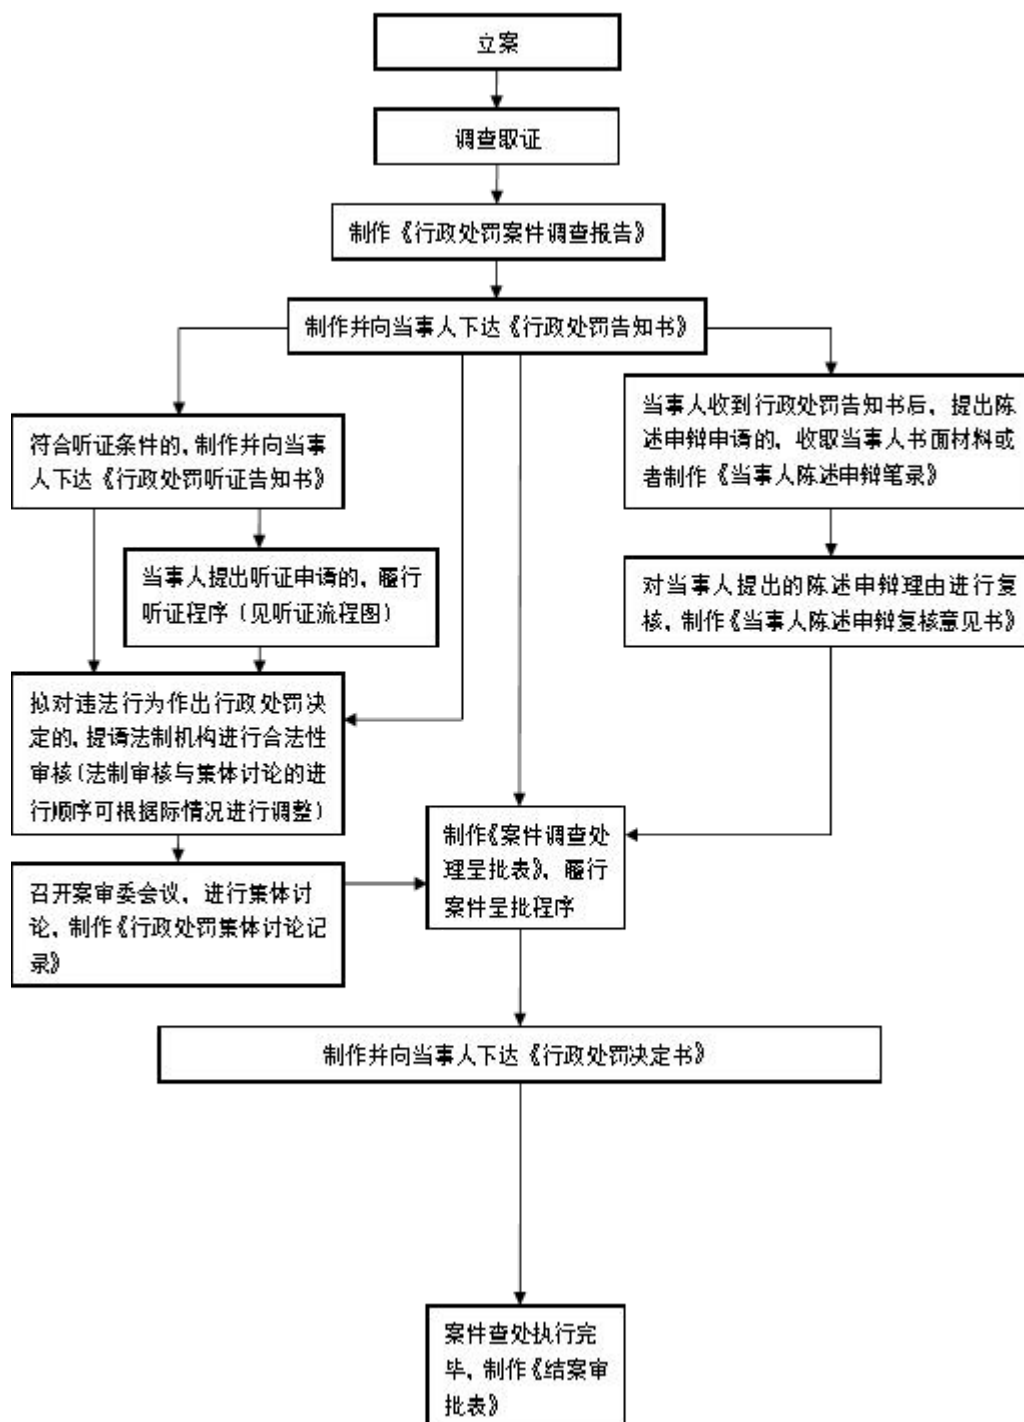 立案
调查取证
制作《行政处罚案件调查报告》
制作并向当事人下达《行政处罚告知书》
符合听证条件的，制作并向当事
人下达《行政处罚听证告知书》
当事人收到行政处罚告知书后，提出陈
述申辩申请的，收取当事人书面材料或
者制作《当事人陈述申辩笔录》
当事人提出听证申请的，履行
听证程序（见听证流程图）
对当事人提出的陈述申辩理由进行复
核，制作《当事人陈述申辩复核意见书》
拟对违法行为作出行政处罚决
定的，提请法制机构进行合法性
审核（法制审核与集体讨论的进
行顺序可根据际情况进行调整）
制作《案件调查处
理呈批表》，履行
案件呈批程序
召开案审委会议，进行集体讨
论，制作《行政处罚集体讨论记
录》
制作并向当事人下达《行政处罚决定书》
案件查处执行完
毕，制作《结案审
批表》